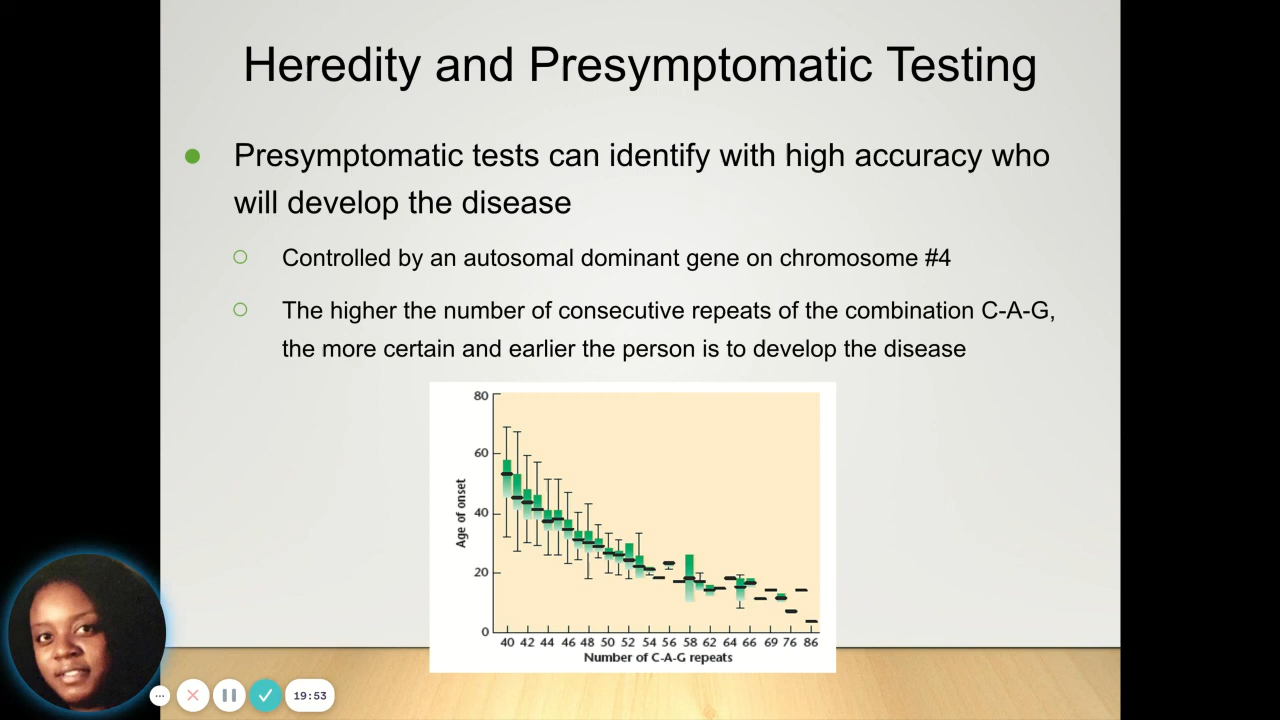 Heredity and Presymptomatic Testing
Presymptomatic tests can identify with high accuracy who
will develop the disease
Controlled by an autosomal dominant gene on chromosome #4
The higher the number of consecutive repeats of the combination C-A-G,
the more certain and earlier the person is to develop the disease
80
60
40
20
0
Age of onset
40 42 44 46 48 50 52 54 56 58 62 64 66 69 76 86
Number of C-A-G repeats
19:53